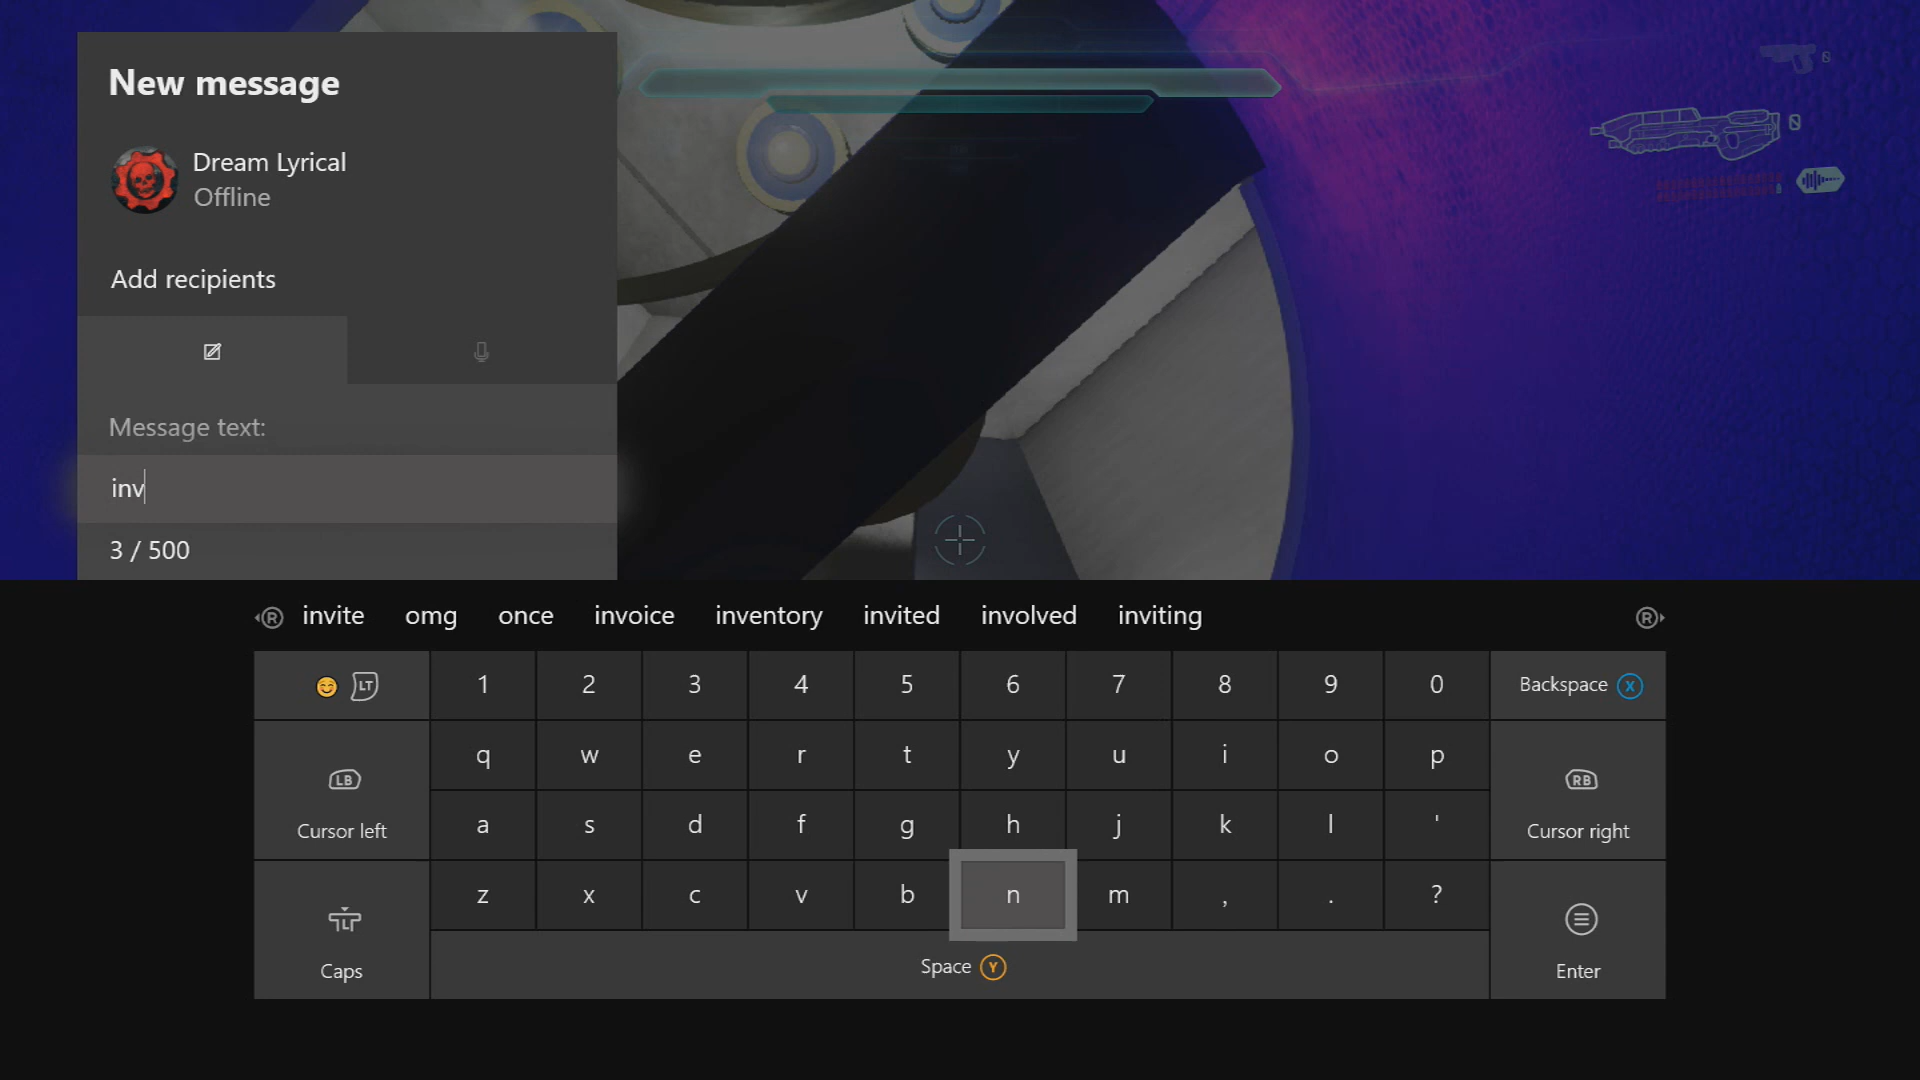 New message
Dream Lyrical
Offline
Add recipients
Message text:
inv
3 / 500
R invite omg once invoice inventory invited involved inviting R
LT 1 2 3 4 5 6 7 8 9 0 Backspace X
q w e r t y u i o p
LB Cursor left
RB Cursor right
a s d f g h j k l '
z x c v b n m , . ?
Caps
Space Y
Enter